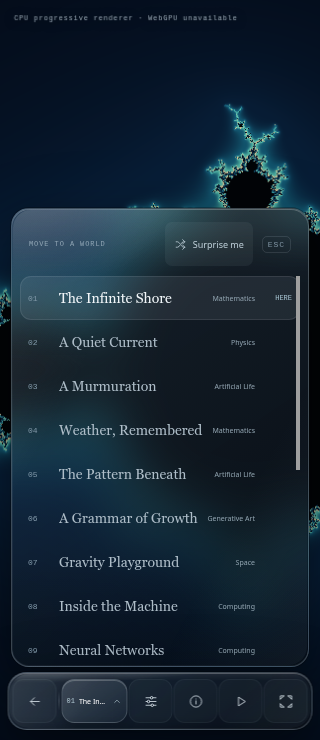 CPU progressive renderer · WebGPU unavailable
MOVE TO A WORLD
Surprise me
ESC
01 The Infinite Shore Mathematics HERE
02 A Quiet Current Physics
03 A Murmuration Artificial Life
04 Weather, Remembered Mathematics
05 The Pattern Beneath Artificial Life
06 A Grammar of Growth Generative Art
07 Gravity Playground Space
08 Inside the Machine Computing
09 Neural Networks Computing
01 The In...